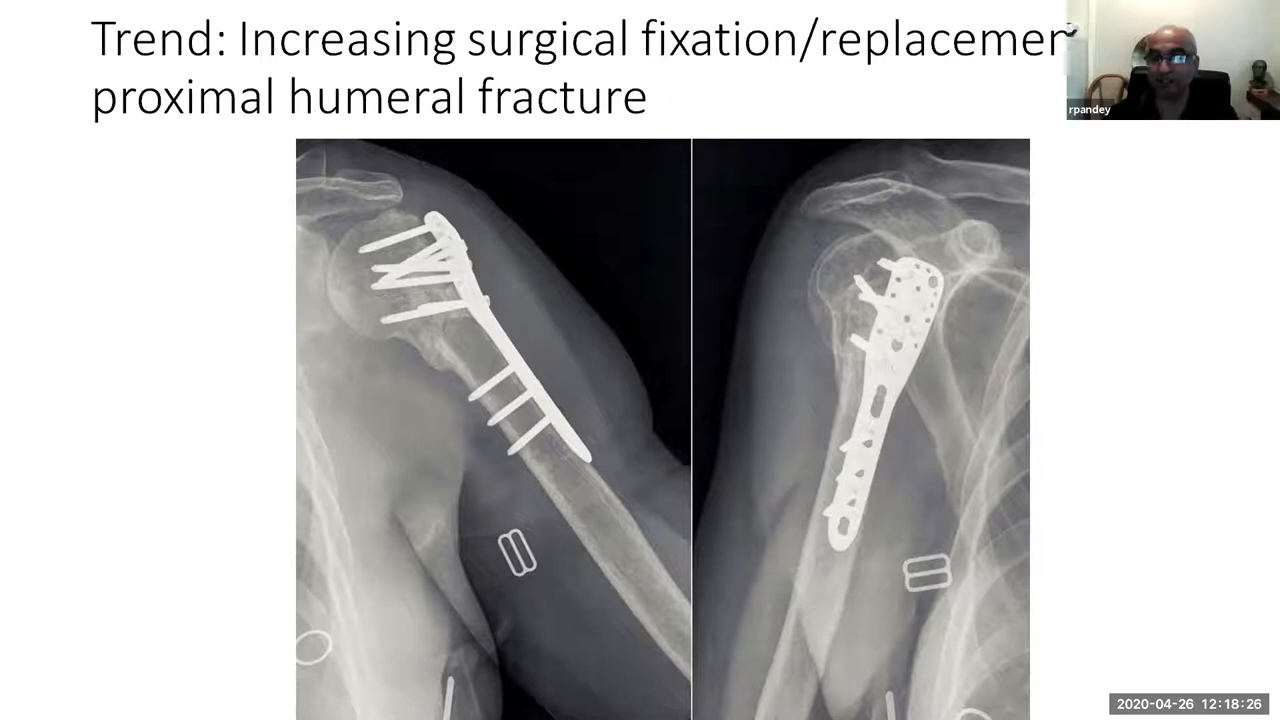 Trend: Increasing surgical fixation/replacemen
proximal humeral fracture
rpandey
2020-04-26 12:18:26